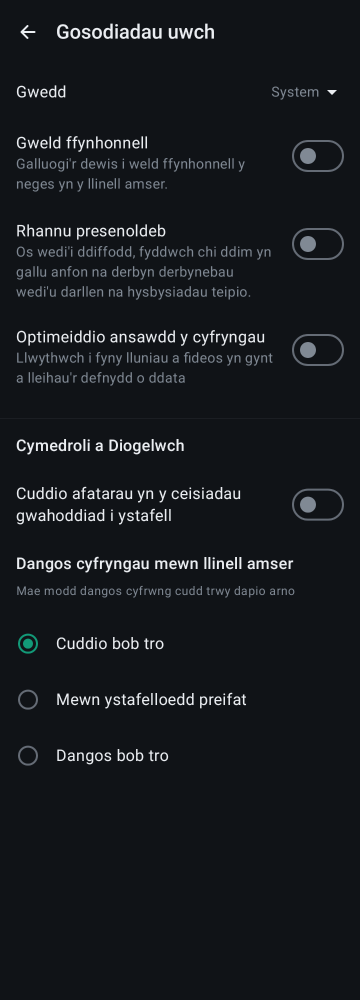 Gosodiadau uwch
Gwedd
System
Gweld ffynhonnell
Galluogi'r dewis i weld ffynhonnell y
neges yn y llinell amser.
Rhannu presenoldeb
Os wedi'i ddiffodd, fyddwch chi ddim yn
gallu anfon na derbyn derbynebau
wedi'u darllen na hysbysiadau teipio.
Optimeiddio ansawdd y cyfryngau
Llwythwch i fyny lluniau a fideos yn gynt
a lleihau'r defnydd o ddata
Cymedroli a Diogelwch
Cuddio afatarau yn y ceisiadau
gwahoddiad i ystafell
Dangos cyfryngau mewn llinell amser
Mae modd dangos cyfrwng cudd trwy dapio arno
Cuddio bob tro
Mewn ystafelloedd preifat
Dangos bob tro